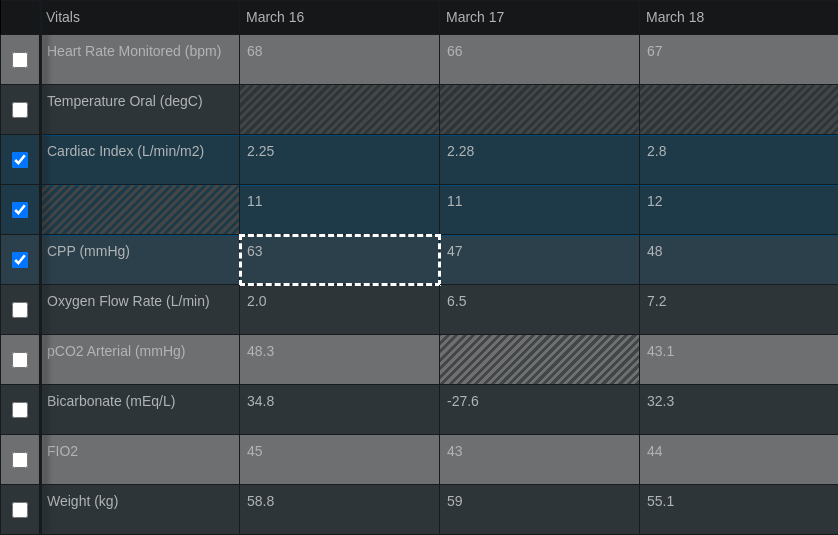 Vitals March 16 March 17 March 18
Heart Rate Monitored (bpm) 68 66 67
Temperature Oral (degC)
Cardiac Index (L/min/m2) 2.25 2.28 2.8
11 11 12
CPP (mmHg) 63 47 48
Oxygen Flow Rate (L/min) 2.0 6.5 7.2
pCO2 Arterial (mmHg) 48.3 43.1
Bicarbonate (mEq/L) 34.8 -27.6 32.3
FIO2 45 43 44
Weight (kg) 58.8 59 55.1